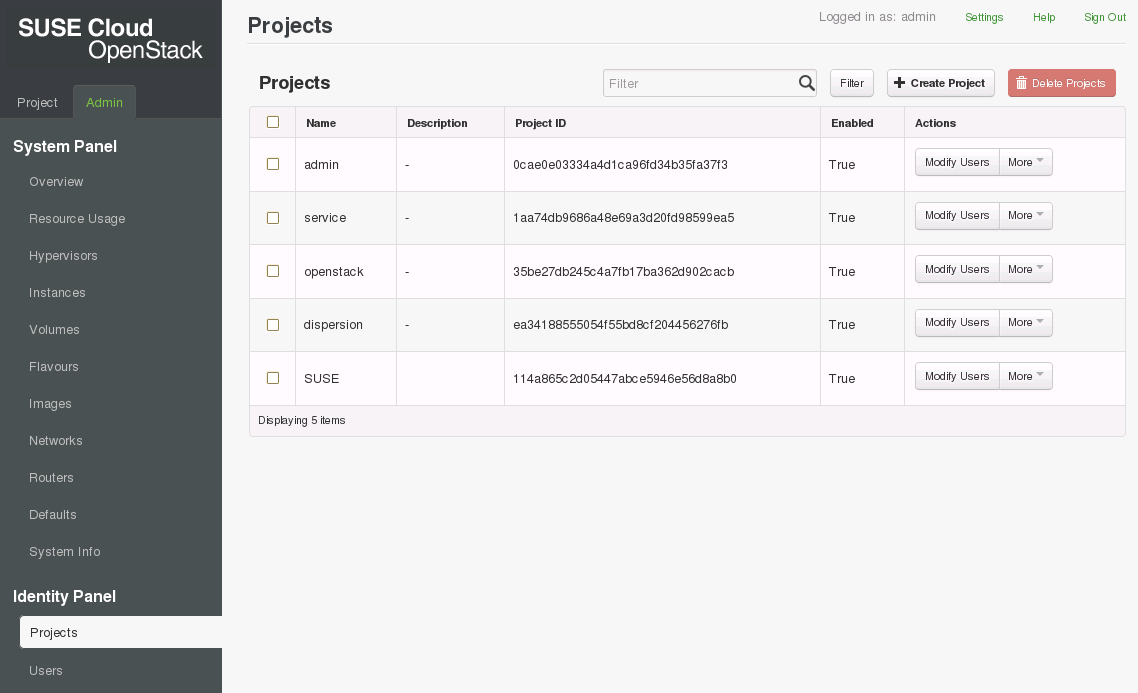 SUSE Cloud
OpenStack
Project Admin
System Panel
Overview
Resource Usage
Hypervisors
Instances
Volumes
Flavours
Images
Networks
Routers
Defaults
System Info
Identity Panel
Projects
Users
Projects
Logged in as: admin Settings Help Sign Out
Projects
Filter Filter Create Project Delete Projects
Name Description Project ID Enabled Actions
admin - 0cae0e03334a4d1ca96fd34b35fa37f3 True Modify Users More
service - 1aa74db9686a48e69a3d20fd98599ea5 True Modify Users More
openstack - 35be27db245c4a7fb17ba362d902cacb True Modify Users More
dispersion - ea34188555054f55bd8cf204456276fb True Modify Users More
SUSE 114a865c2d05447abce5946e56d8a8b0 True Modify Users More
Displaying 5 items